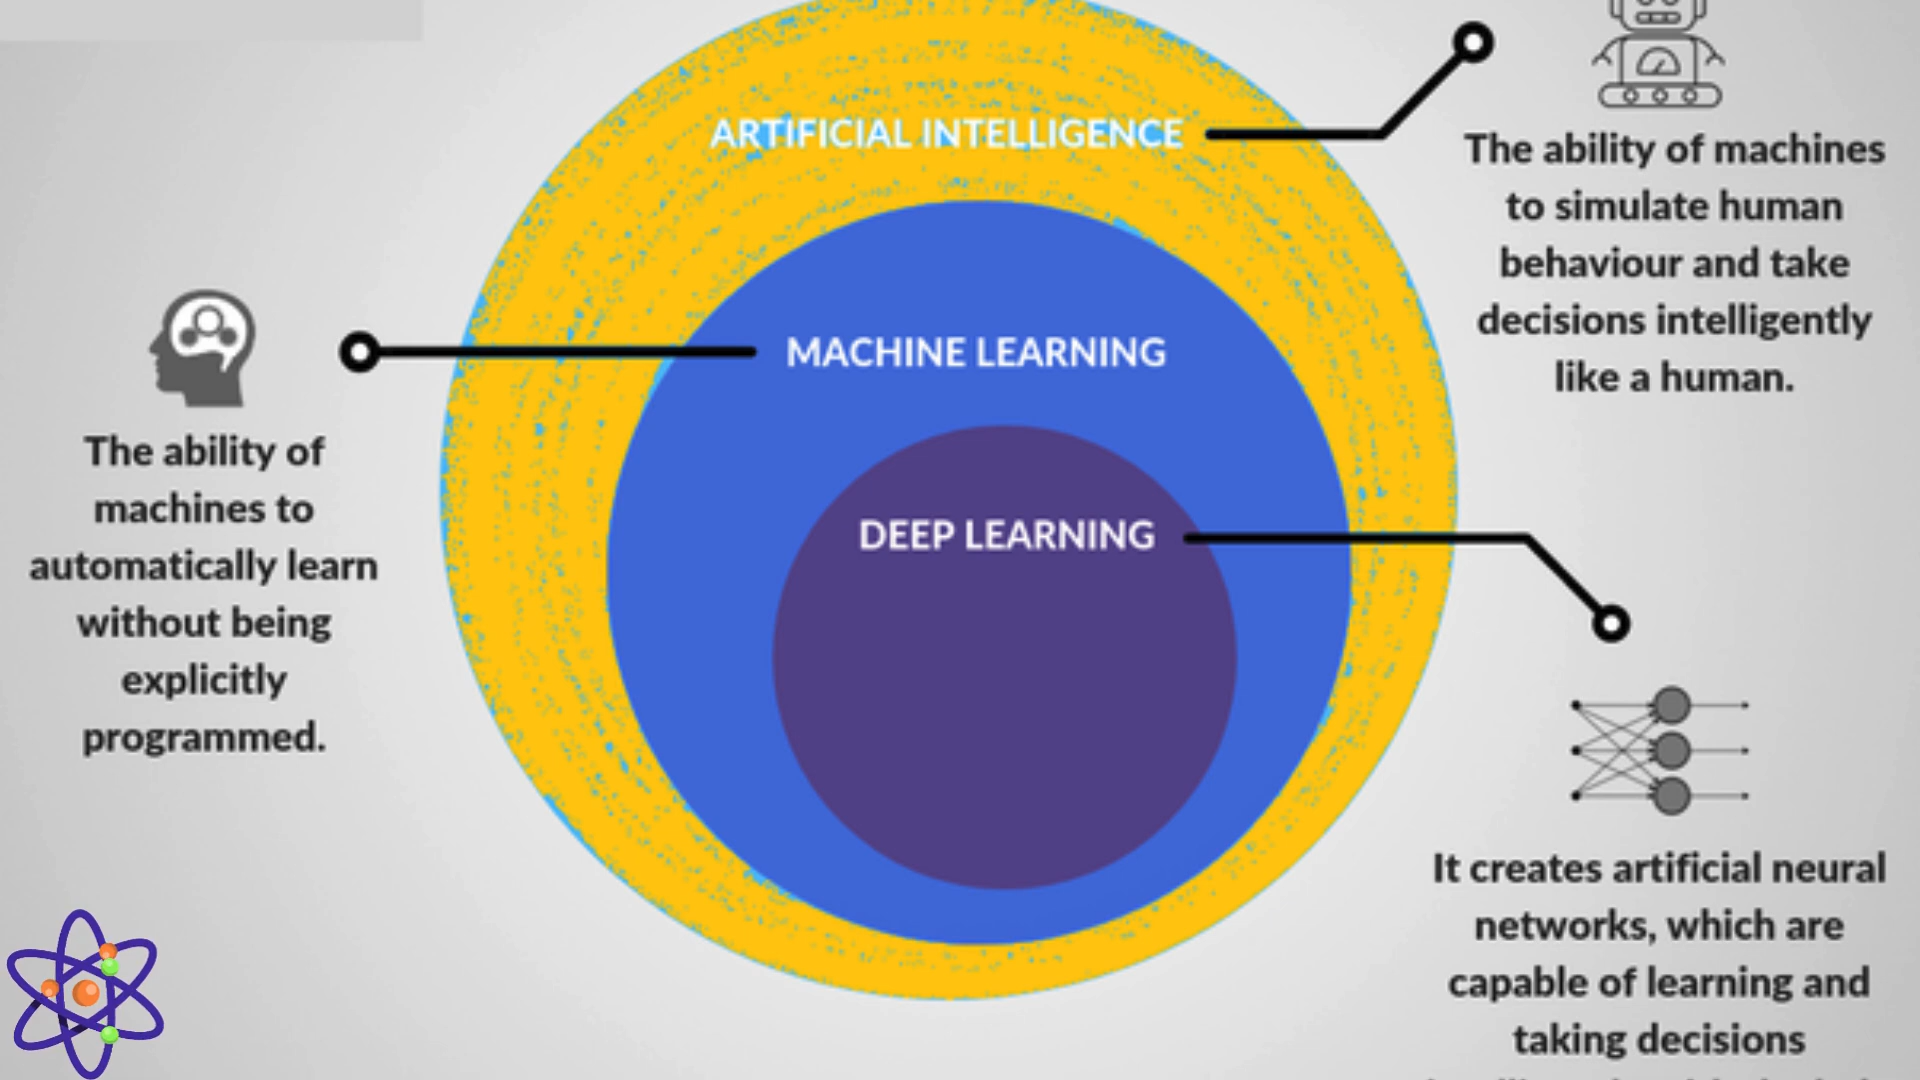 ARTIFICIAL INTELLIGENCE
The ability of machines
to simulate human
behaviour and take
decisions intelligently
like a human.
MACHINE LEARNING
The ability of
machines to
automatically learn
without being
explicitly
programmed.
DEEP LEARNING
It creates artificial neural
networks, which are
capable of learning and
taking decisions